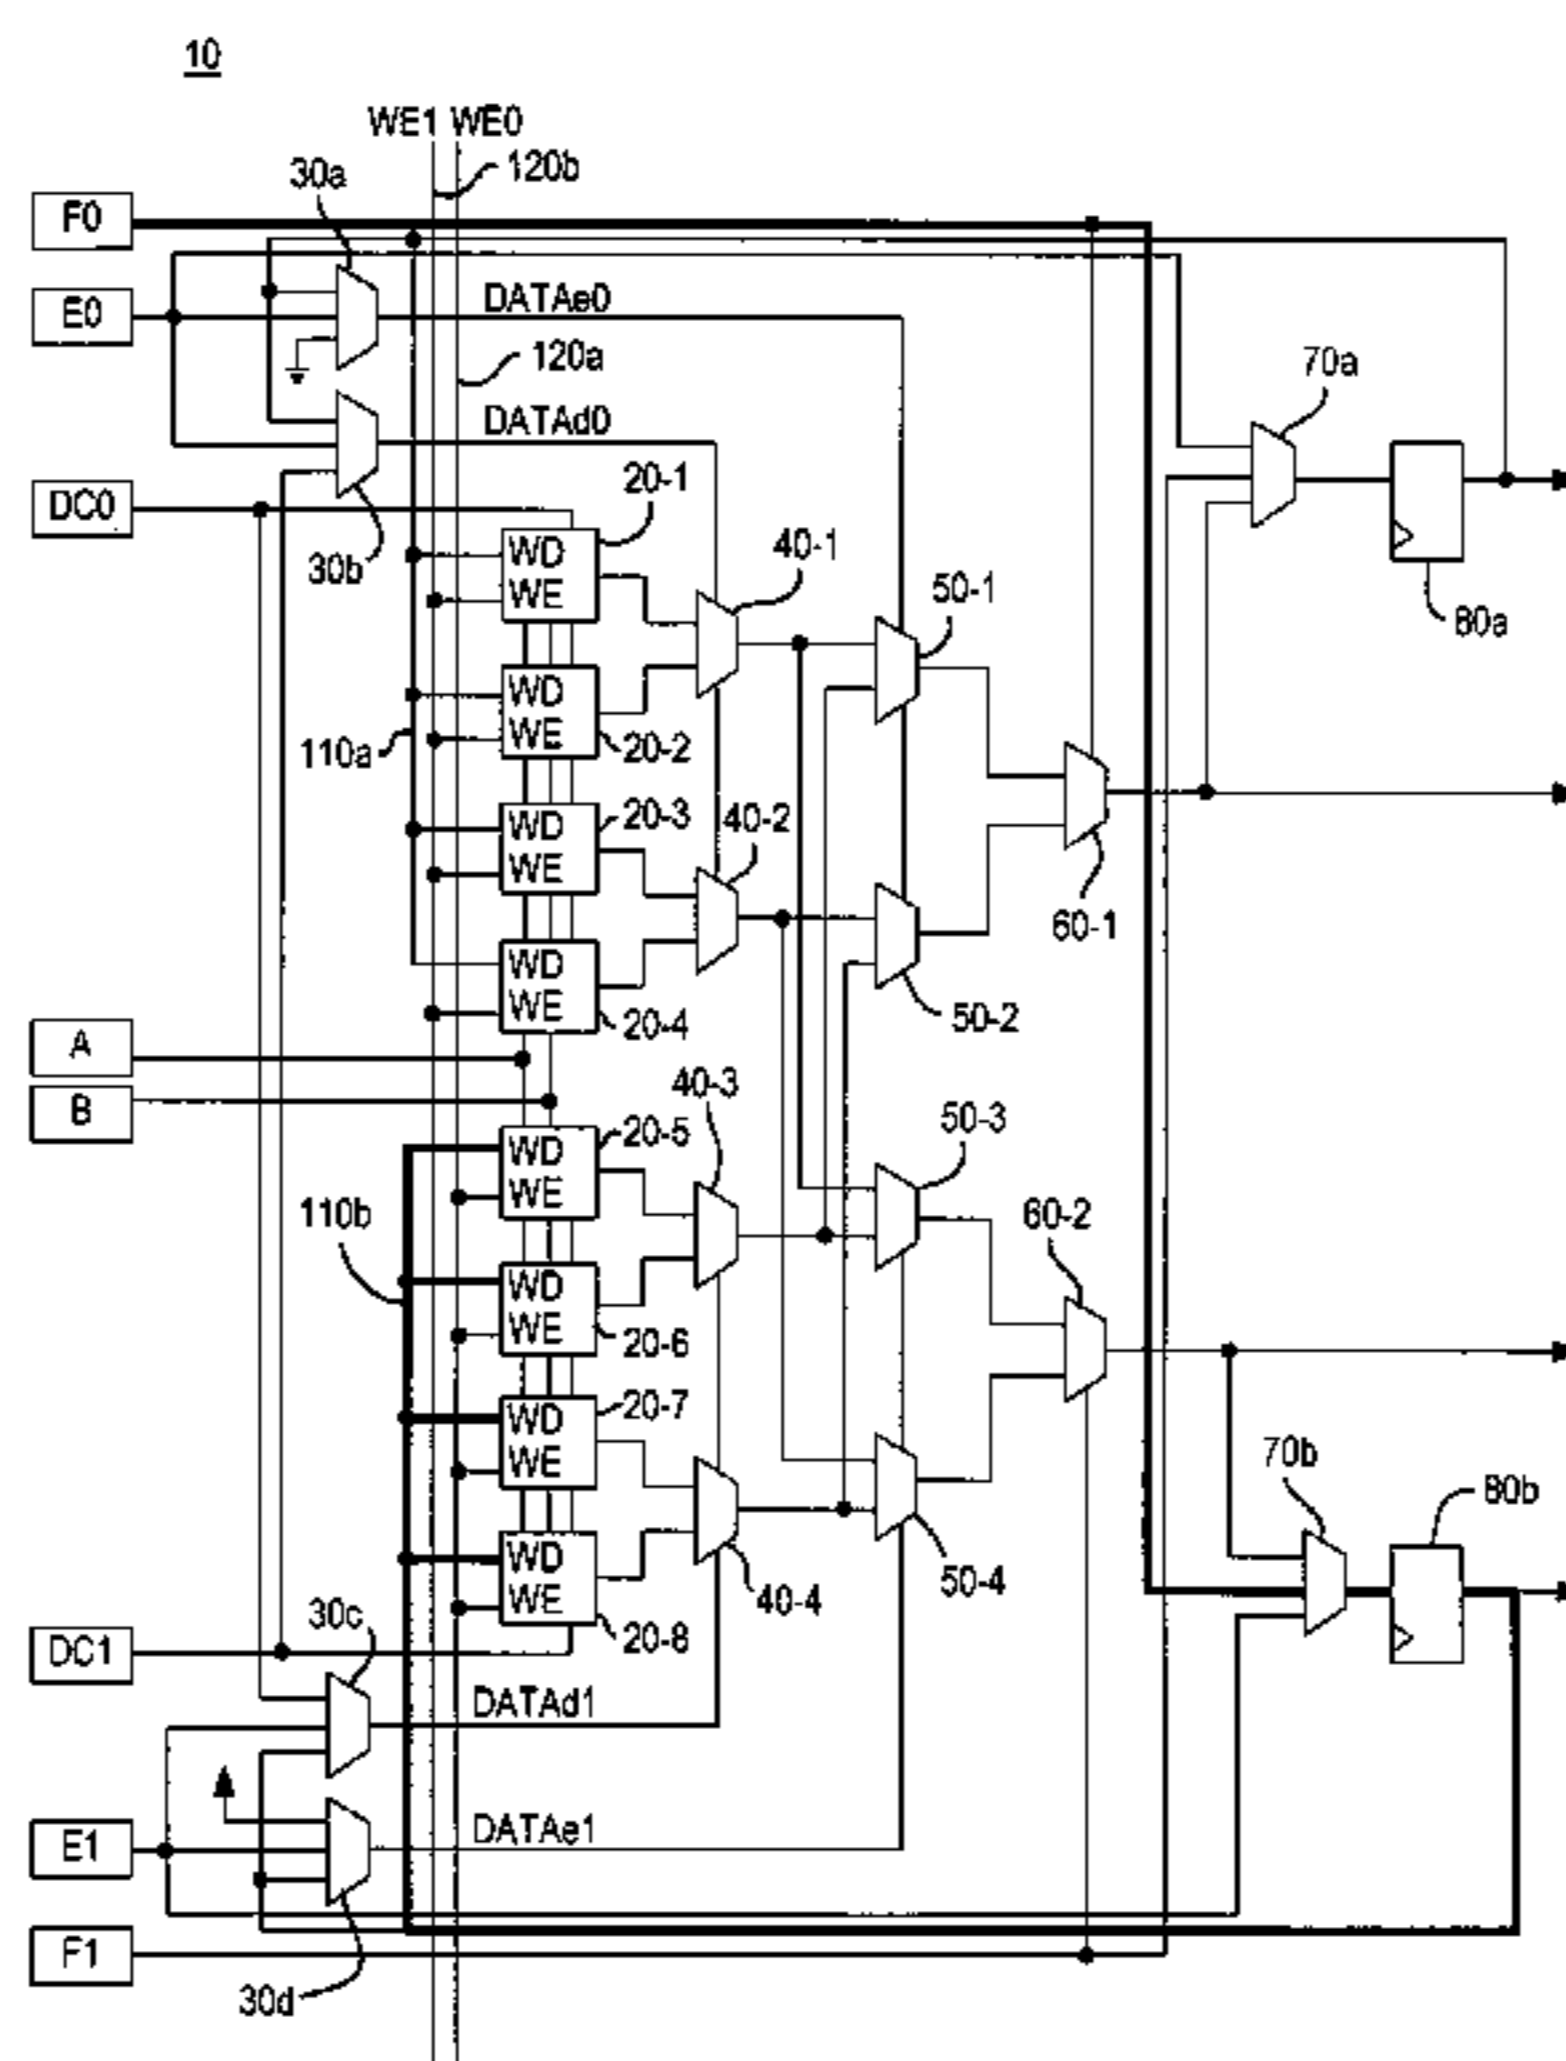 10
WE1 WE0
120b
30a
F0
E0
DATAe0
120a
70a
DATAd0
DC0
20-1
30b
WD
WE
40-1
50-1
80a
WD
WE
110a
20-2
WD
WE
20-3
40-2
60-1
WD
WE
20-4
50-2
A
B
40-3
WD
WE
20-5
50-3
110b
60-2
WD
WE
20-6
WD
WE
20-7
70b
80b
WD
WE
20-8
40-4
50-4
30c
DC1
DATAd1
E1
DATAe1
F1
30d